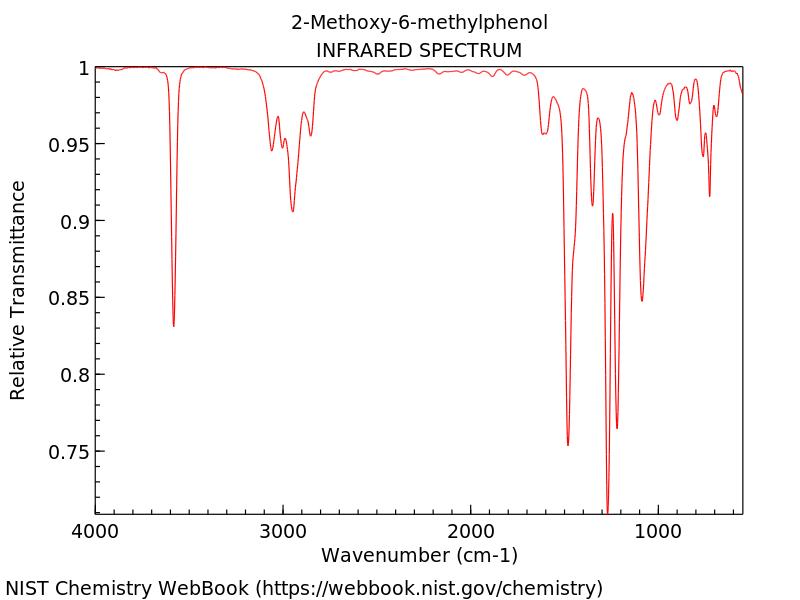 2-Methoxy-6-methylphenol
INFRARED SPECTRUM
1
0.95
0.9
0.85
0.8
0.75
Relative Transmittance
4000 3000 2000 1000
Wavenumber (cm-1)
NIST Chemistry WebBook (https://webbook.nist.gov/chemistry)